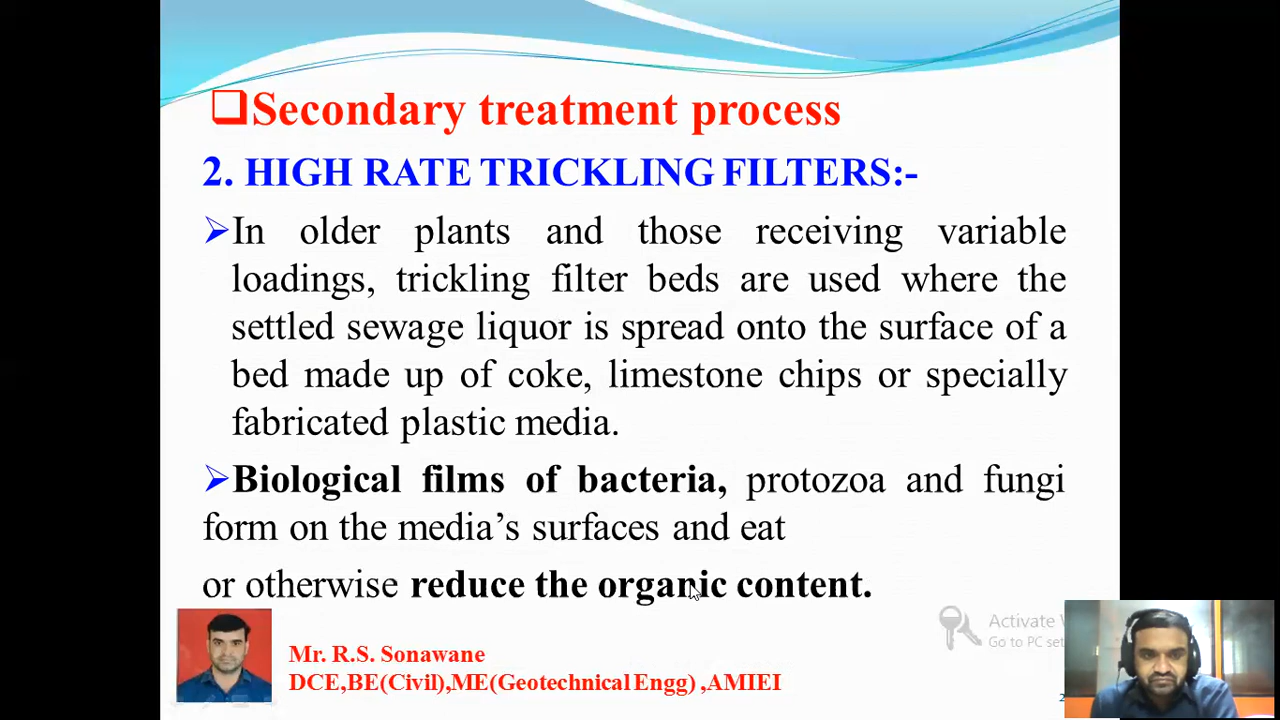 Secondary treatment process
2. HIGH RATE TRICKLING FILTERS:-
In older plants and those receiving variable
loadings, trickling filter beds are used where the
settled sewage liquor is spread onto the surface of a
bed made up of coke, limestone chips or specially
fabricated plastic media.
Biological films of bacteria, protozoa and fungi
form on the media's surfaces and eat
or otherwise reduce the organic content.
Activate
Go to PC
Mr. R.S. Sonawane
DCE,BE(Civil),ME(Geotechnical Engg) ,AMIEI